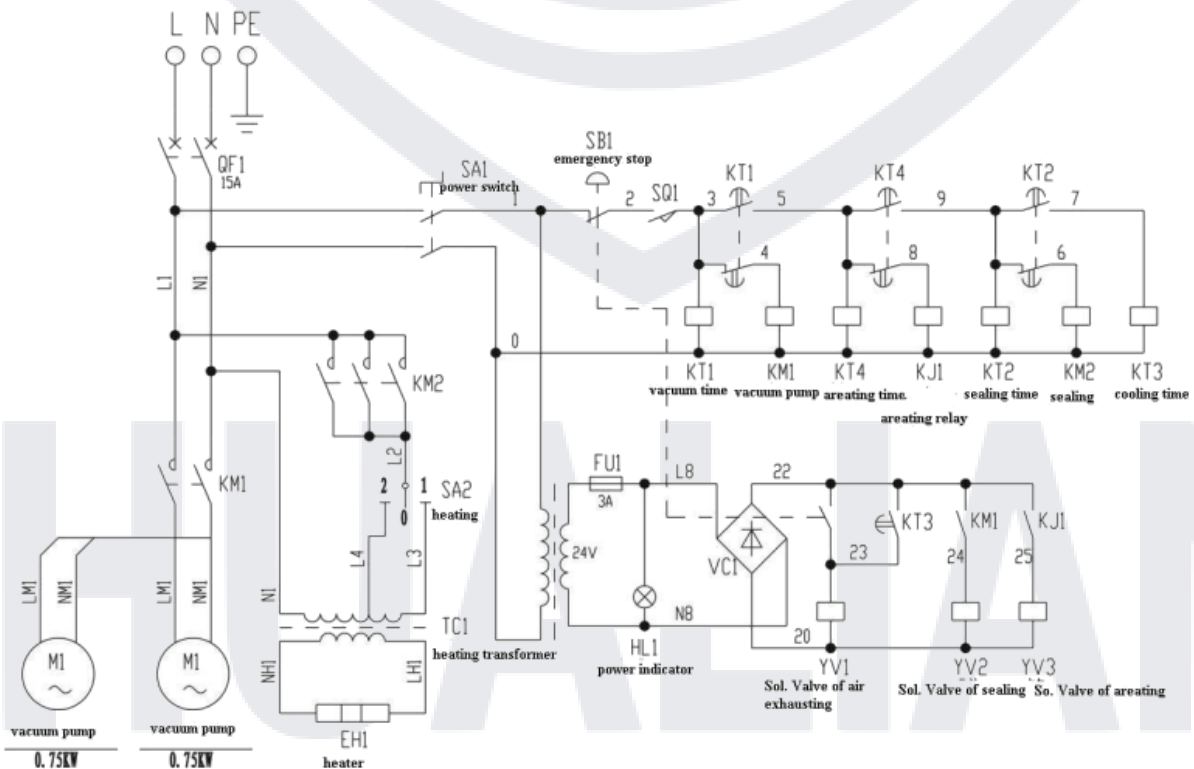 L N PE
QF1
15A
SA1
power switch
1
SB1
emergency stop
2
SQ1
3
KT1
5
KT4
9
KT2
7
4
8
6
L1
N1
0
KT1
vacuum time
KM1
vacuum pump
KT4
areating time.
KJ1
areating relay
KT2
sealing time
KM2
sealing
KT3
cooling time
KM2
L2
KM1
2
0
1
SA2
heating
L4
L3
FU1
3A
L8
22
24V
VC1
KT3
KM1
KJ1
23
24
25
LM1
NM1
LM1
NM1
N1
TC1
heating transformer
N8
20
HL1
power indicator
YV1
Sol. Valve of air
exhausting
YV2
Sol. Valve of sealing
YV3
So. Valve of areating
M1
M1
NH1
LH1
EH1
heater
vacuum pump
0.75KW
vacuum pump
0.75KW
HUALIAN